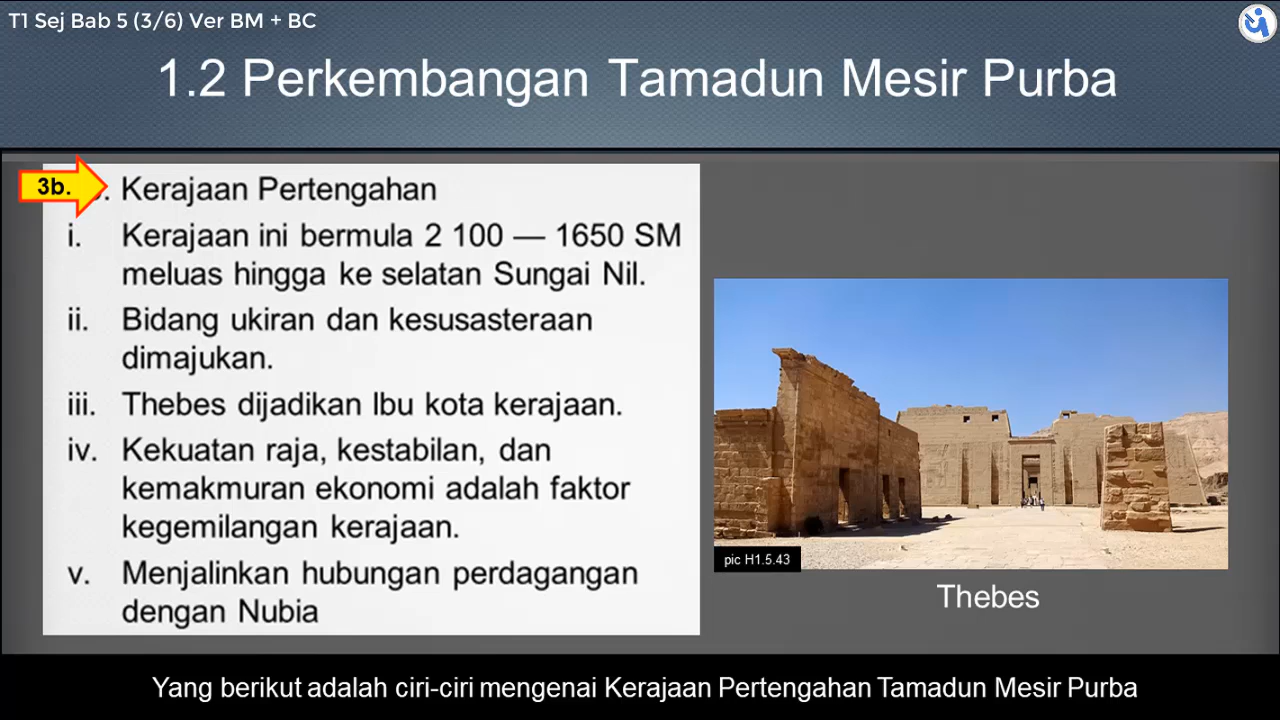 T1 Sej Bab 5 (3/6) Ver BM + BC
1.2 Perkembangan Tamadun Mesir Purba
3b.
Kerajaan Pertengahan
i. Kerajaan ini bermula 2 100 — 1650 SM
meluas hingga ke selatan Sungai Nil.
ii. Bidang ukiran dan kesusasteraan
dimajukan.
iii. Thebes dijadikan Ibu kota kerajaan.
iv. Kekuatan raja, kestabilan, dan
kemakmuran ekonomi adalah faktor
kegemilangan kerajaan.
v. Menjalinkan hubungan perdagangan
dengan Nubia
pic H1.5.43
Thebes
Yang berikut adalah ciri-ciri mengenai Kerajaan Pertengahan Tamadun Mesir Purba